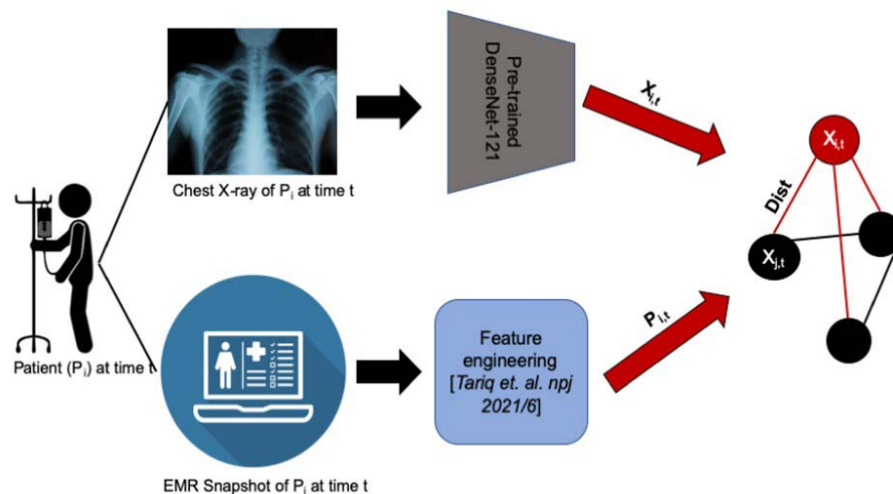 Chest X-ray of Pi at time t
Pre-trained
DenseNet-121
Xi,t
Xi,t
Dist
Xj,t
Patient (Pi) at time t
Feature
engineering
[Tariq et. al. npj
2021/6]
Pi,t
EMR Snapshot of Pi at time t